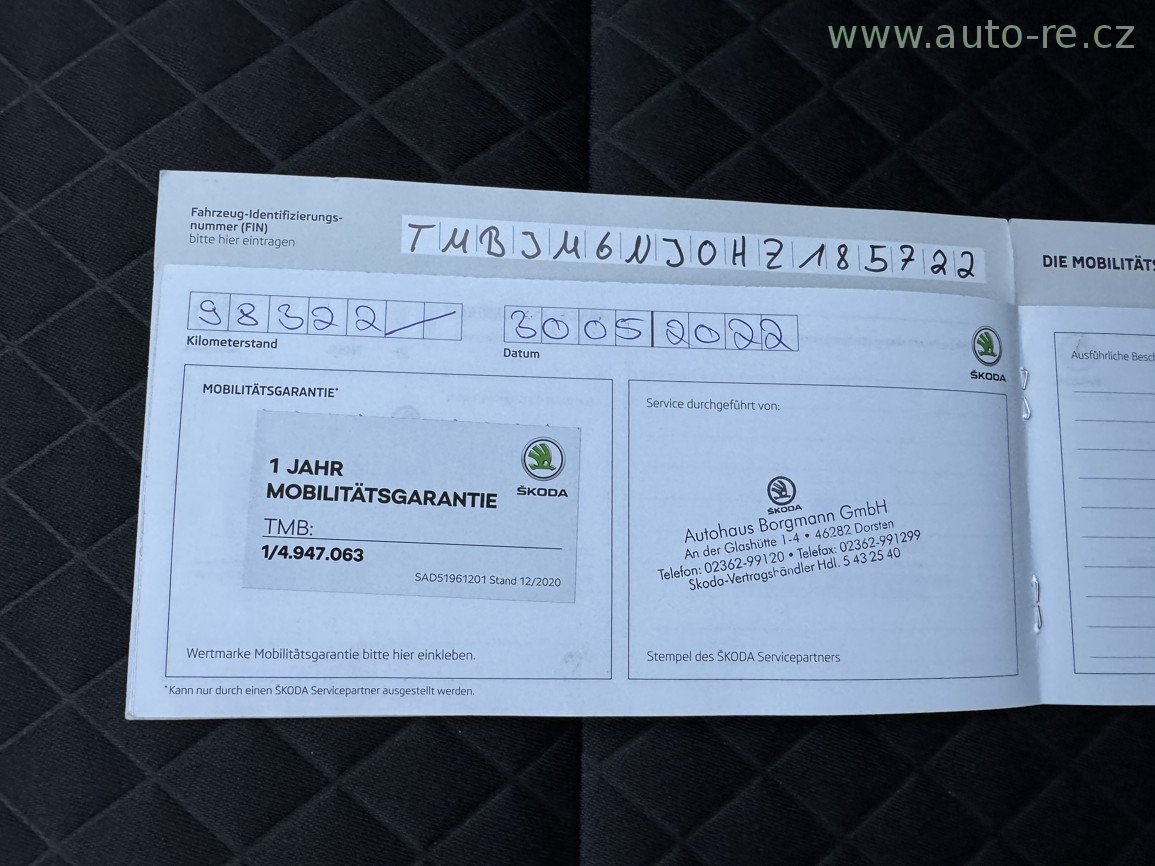 www.auto-re.cz
Fahrzeug-Identifizierungs-
nummer (FIN)
bitte hier eintragen
TMBJM6NJ0HZ185722
DIE MOBILITÄTS
98322
Kilometerstand
30052022
Datum
ŠKODA
MOBILITÄTSGARANTIE*
1 JAHR
MOBILITÄTSGARANTIE
ŠKODA
TMB:
1/4.947.063
SAD51961201 Stand 12/2020
Wertmarke Mobilitätsgarantie bitte hier einkleben.
*Kann nur durch einen ŠKODA Servicepartner ausgestellt werden.
Service durchgeführt von:
ŠKODA
Autohaus Borgmann GmbH
An der Glashütte 1-4 • 46282 Dorsten
Telefon: 02362-99120 • Telefax: 02362-991299
Skoda-Vertragshändler Hdl. 5 43 25 40
Stempel des ŠKODA Servicepartners
Ausführliche Besch